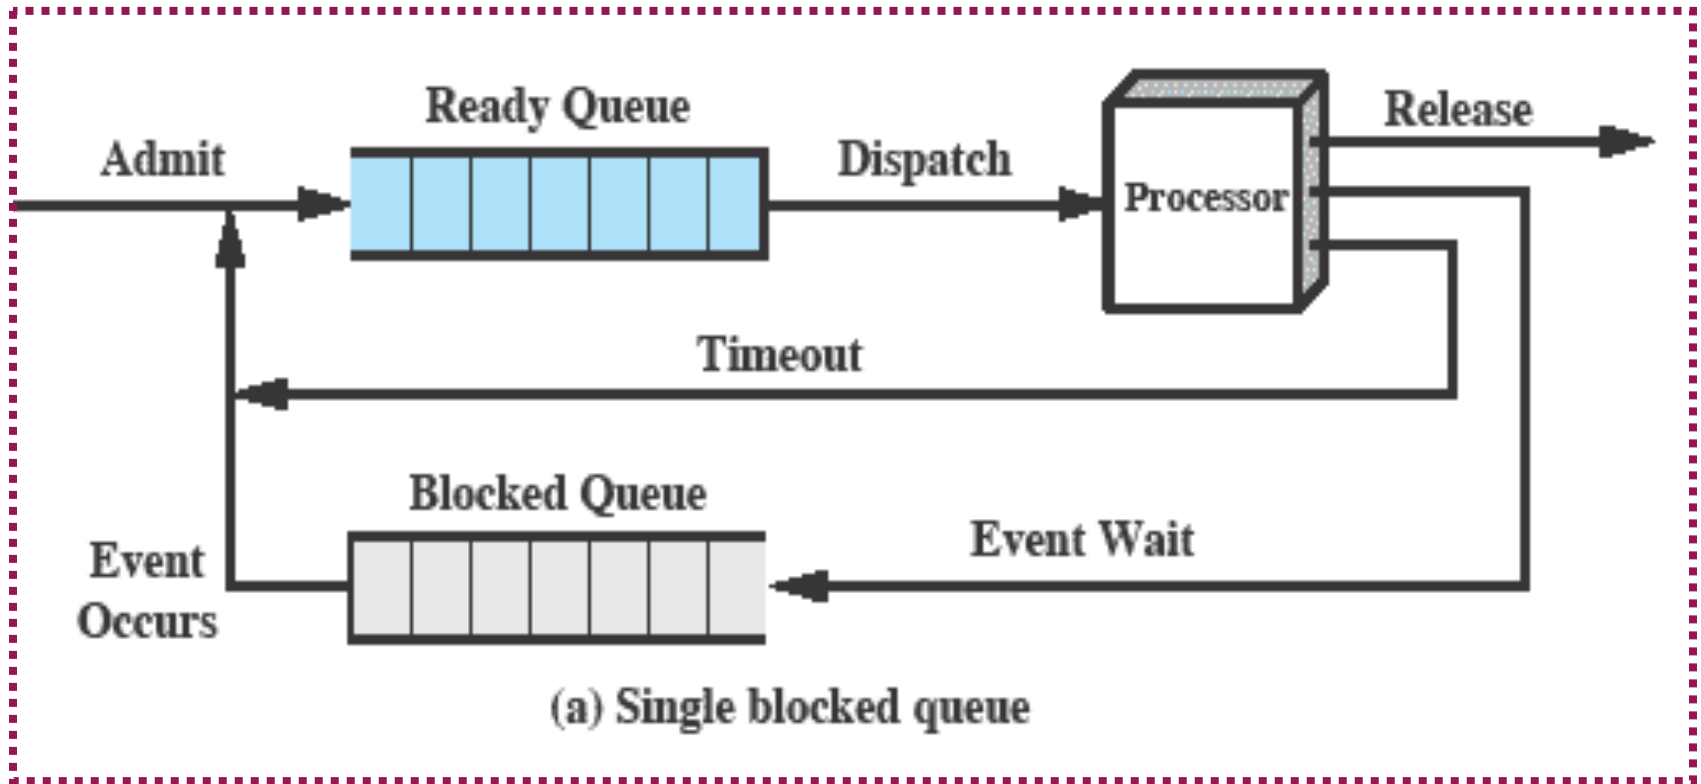 Ready Queue
Release
Admit
Dispatch
Processor
Timeout
Blocked Queue
Event Wait
Event
Occurs
(a) Single blocked queue